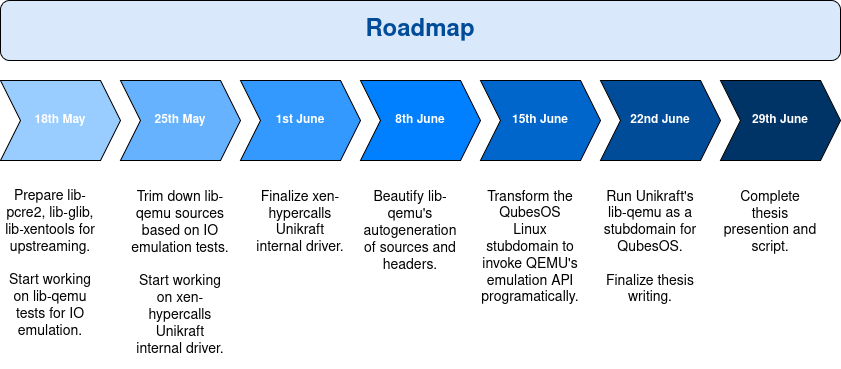 Roadmap
18th May
25th May
1st June
8th June
15th June
22nd June
29th June
Prepare lib-
pcre2, lib-glib,
lib-xentools for
upstreaming.
Start working
on lib-qemu
tests for IO
emulation.
Trim down lib-
qemu sources
based on IO
emulation tests.
Start working
on xen-
hypercalls
Unikraft
internal driver.
Finalize xen-
hypercalls
Unikraft
internal driver.
Beautify lib-
qemu's
autogeneration
of sources and
headers.
Transform the
QubesOS
Linux
stubdomain to
invoke QEMU's
emulation API
programatically.
Run Unikraft's
lib-qemu as a
stubdomain for
QubesOS.
Finalize thesis
writing.
Complete
thesis
presention and
script.